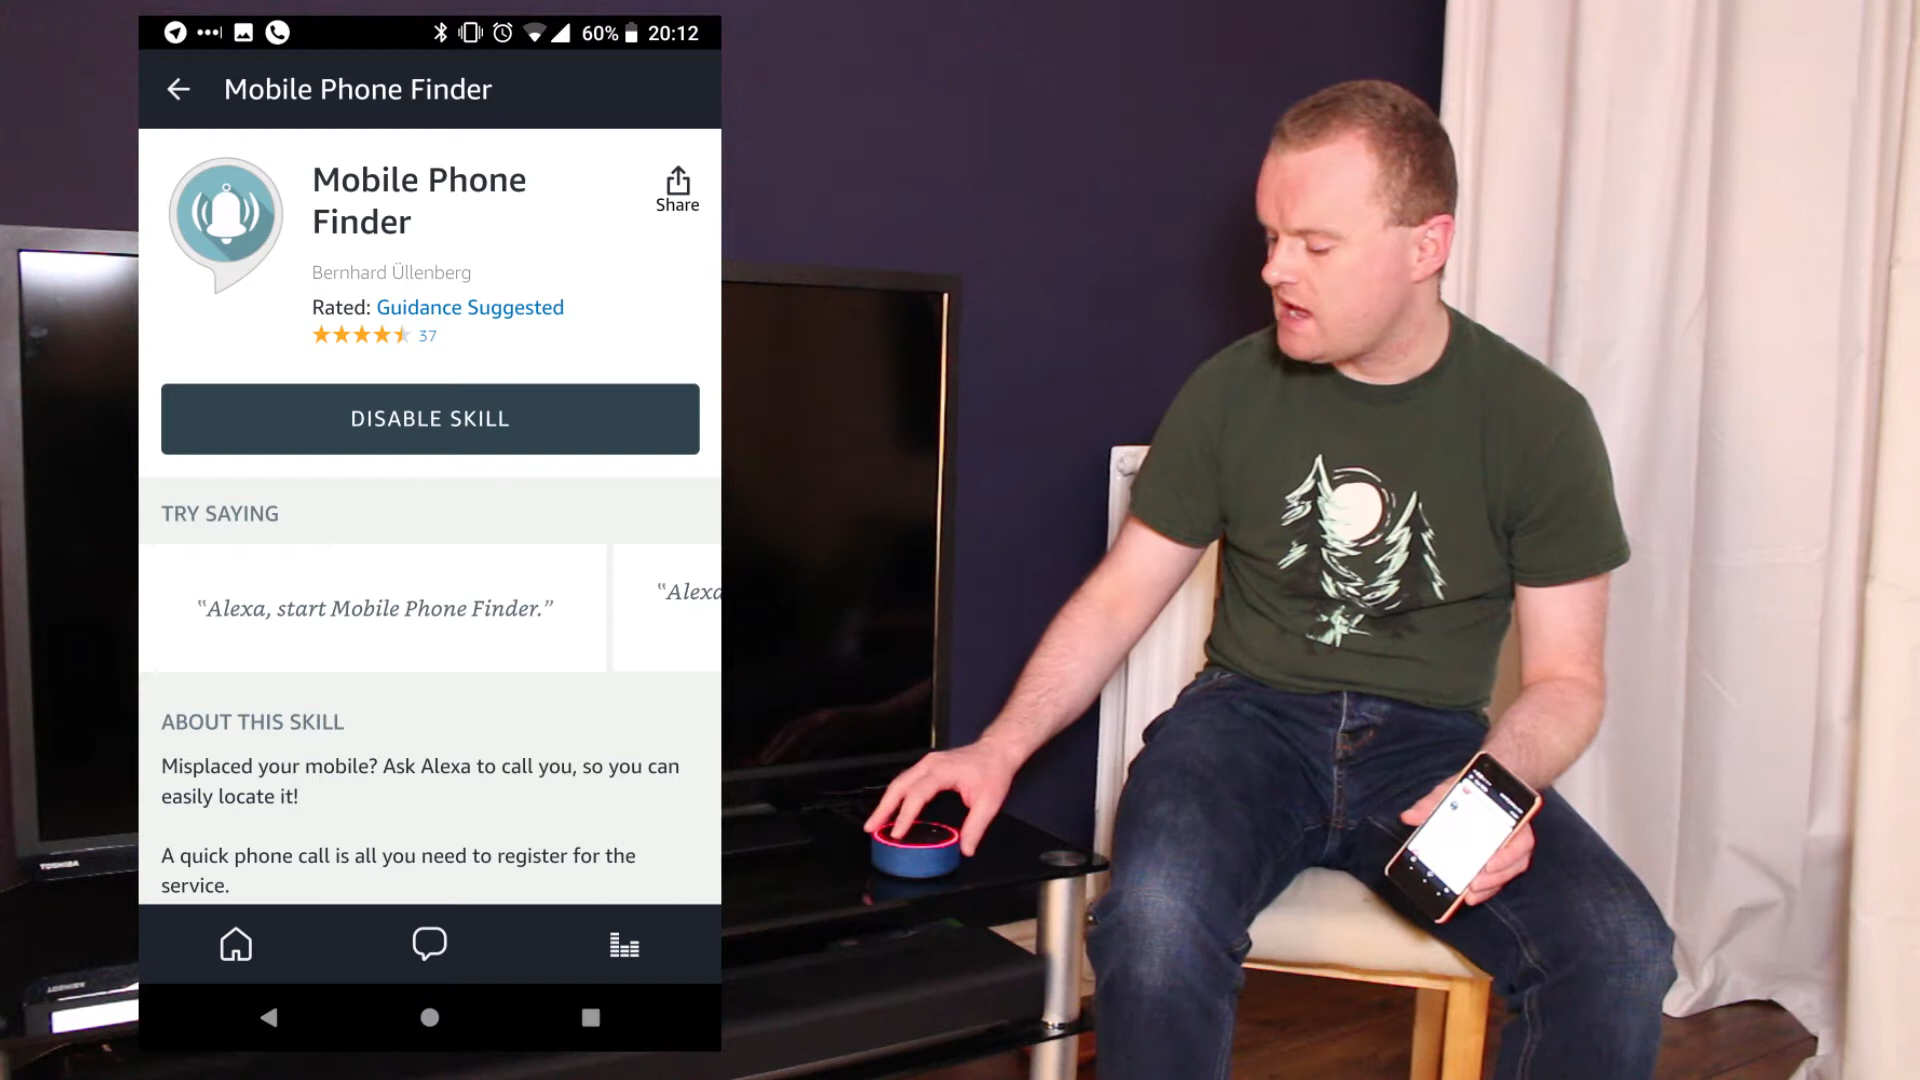 60% 20:12
Mobile Phone Finder
Mobile Phone
Finder
Share
Bernhard Üllenberg
Rated: Guidance Suggested
37
DISABLE SKILL
TRY SAYING
"Alexa, start Mobile Phone Finder."
"Alexa
ABOUT THIS SKILL
Misplaced your mobile? Ask Alexa to call you, so you can
easily locate it!
A quick phone call is all you need to register for the
service.
TOSHIBA
TOSHIBA